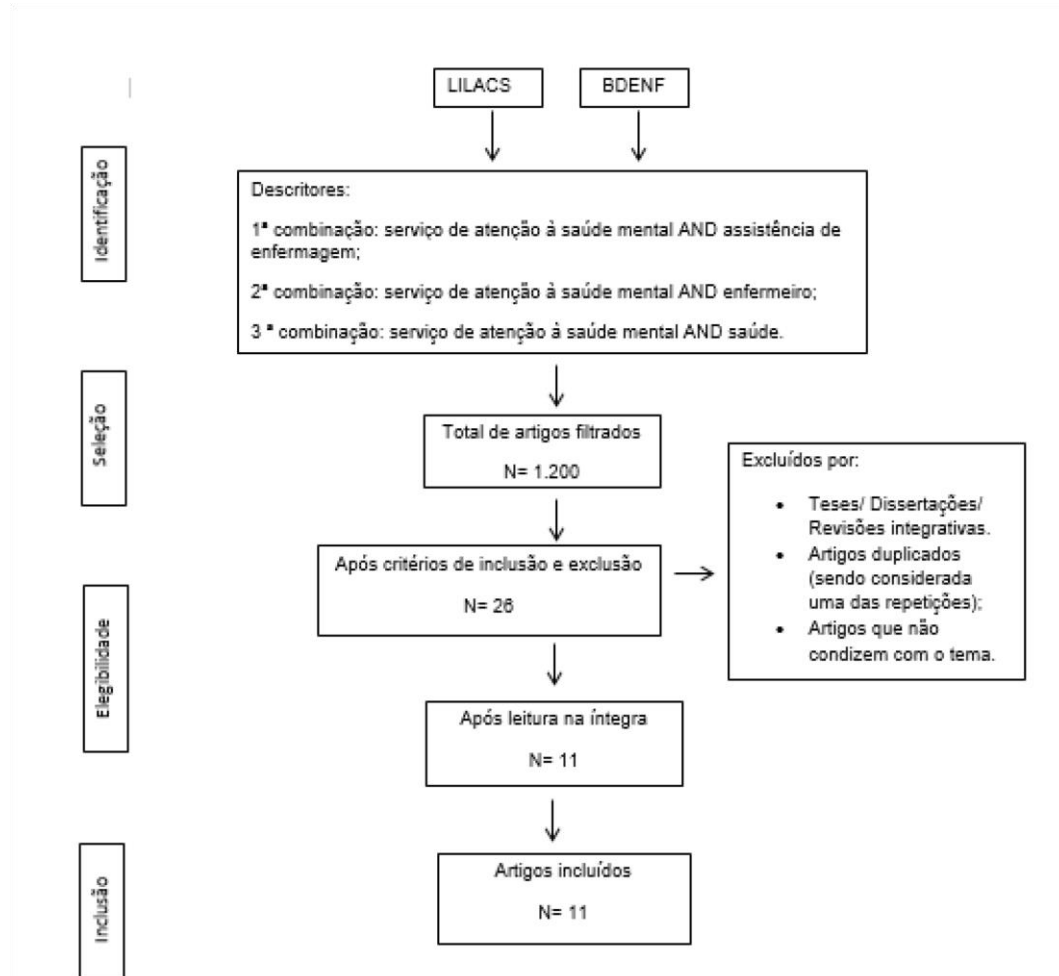 LILACS
BDENF
Identificação
Descritores:
1ª combinação: serviço de atenção à saúde mental AND assistência de
enfermagem;
2ª combinação: serviço de atenção à saúde mental AND enfermeiro;
3 ª combinação: serviço de atenção à saúde mental AND saúde.
Seleção
Total de artigos filtrados
N= 1.200
Excluídos por:
• Teses/ Dissertações/
Revisões integrativas.
• Artigos duplicados
(sendo considerada
uma das repetições);
• Artigos que não
condizem com o tema.
Após critérios de inclusão e exclusão
N= 26
Elegibilidade
Após leitura na íntegra
N= 11
Inclusão
Artigos incluídos
N= 11